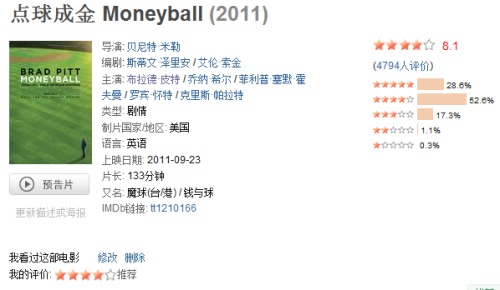 点球成金 Moneyball (2011)
BRAD PITT
MONEYBALL
预告片
更新描述或海报
导演: 贝尼特·米勒
编剧: 斯蒂文·泽里安 / 艾伦·索金
主演: 布拉德·皮特 / 乔纳·希尔 / 菲利普·塞默·霍
夫曼 / 罗宾·怀特 / 克里斯·帕拉特
类型: 剧情
制片国家/地区: 美国
语言: 英语
上映日期: 2011-09-23
片长: 133分钟
又名: 魔球(台/港) / 钱与球
IMDb链接: tt1210166
8.1
(4794人评价)
28.6%
52.6%
17.3%
1.1%
0.3%
我看过这部电影 修改 删除
我的评价: 推荐